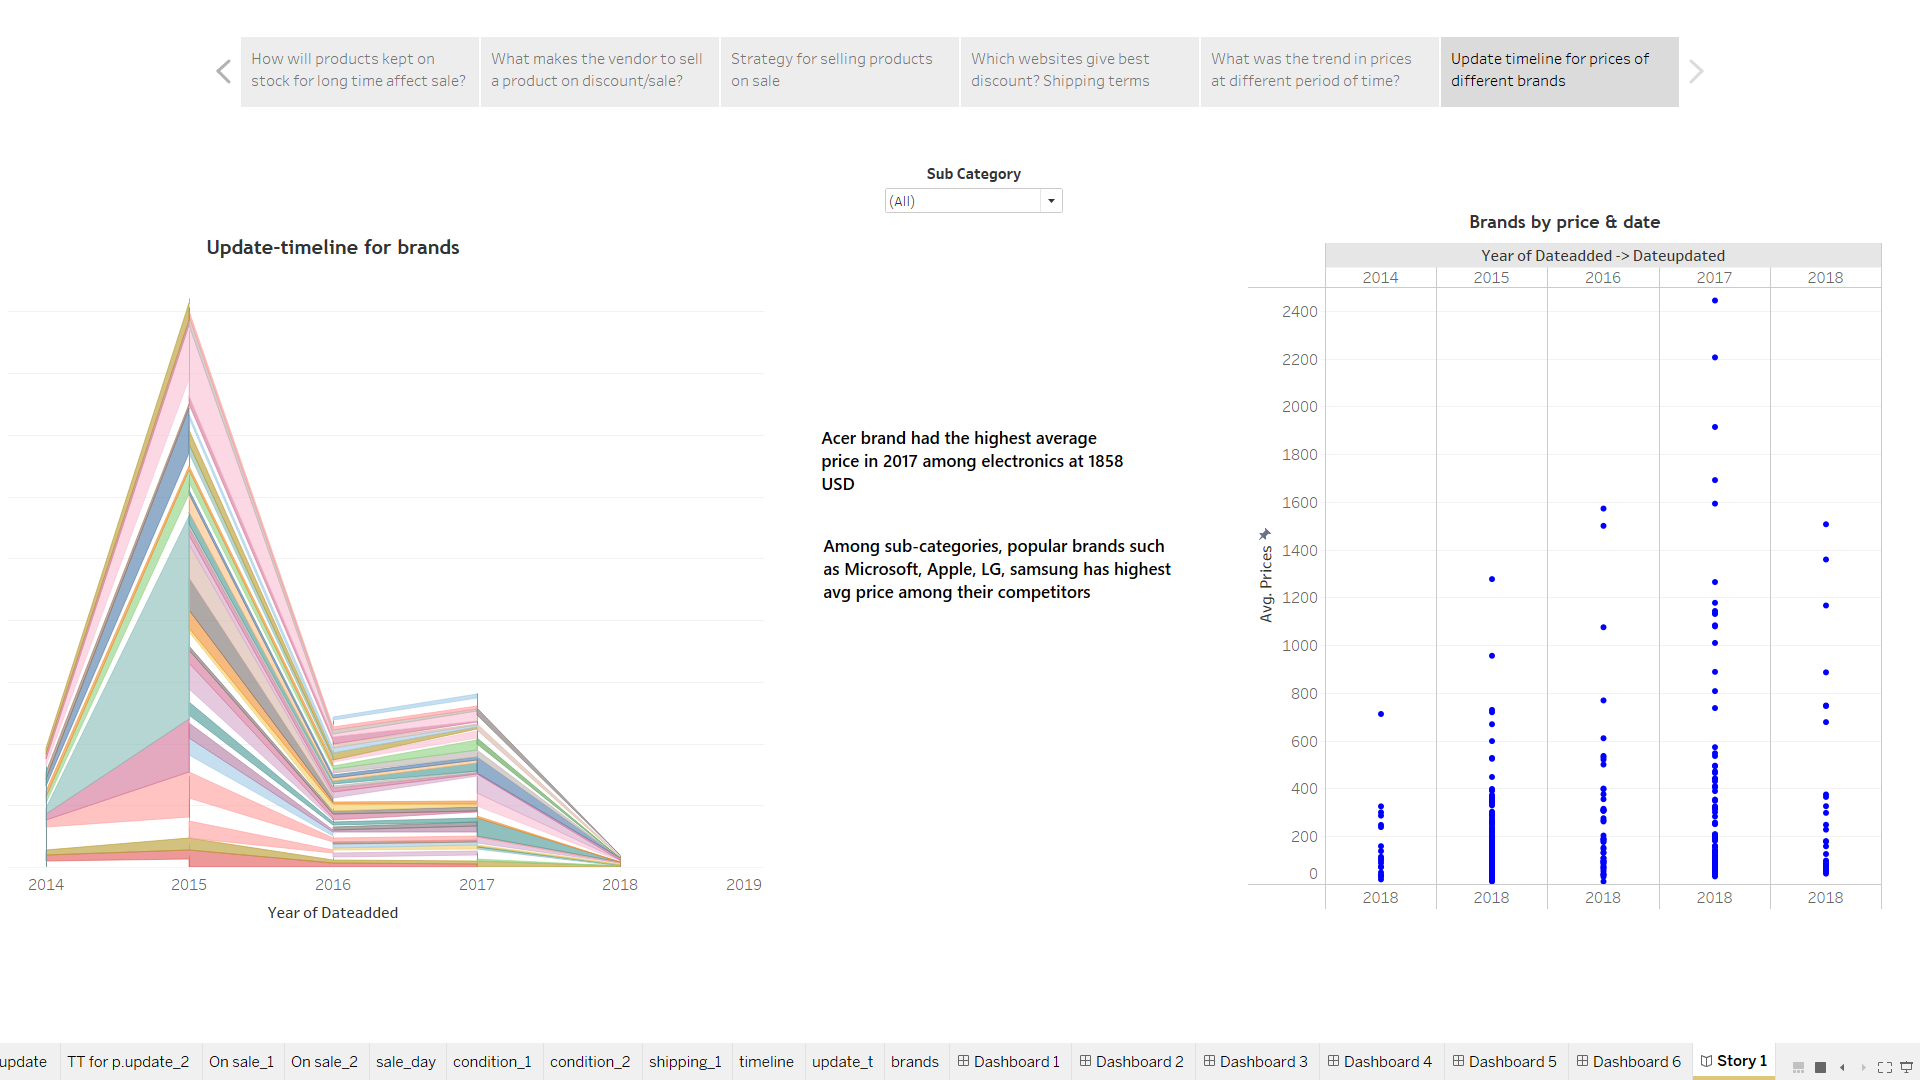 How will products kept on
stock for long time affect sale?
What makes the vendor to sell
a product on discount/sale?
Strategy for selling products
on sale
Which websites give best
discount? Shipping terms
What was the trend in prices
at different period of time?
Update timeline for prices of
different brands
Sub Category
(All)
Update-timeline for brands
2014 2015 2016 2017 2018 2019
Year of Dateadded
Acer brand had the highest average
price in 2017 among electronics at 1858
USD
Among sub-categories, popular brands such
as Microsoft, Apple, LG, samsung has highest
avg price among their competitors
Brands by price & date
Year of Dateadded -> Dateupdated
2014 2015 2016 2017 2018
2400
2200
2000
1800
1600
1400
1200
1000
800
600
400
200
0
Avg. Prices
2018 2018 2018 2018 2018
update TT for p.update_2 On sale_1 On sale_2 sale_day condition_1 condition_2 shipping_1 timeline update_t brands Dashboard 1 Dashboard 2 Dashboard 3 Dashboard 4 Dashboard 5 Dashboard 6 Story 1